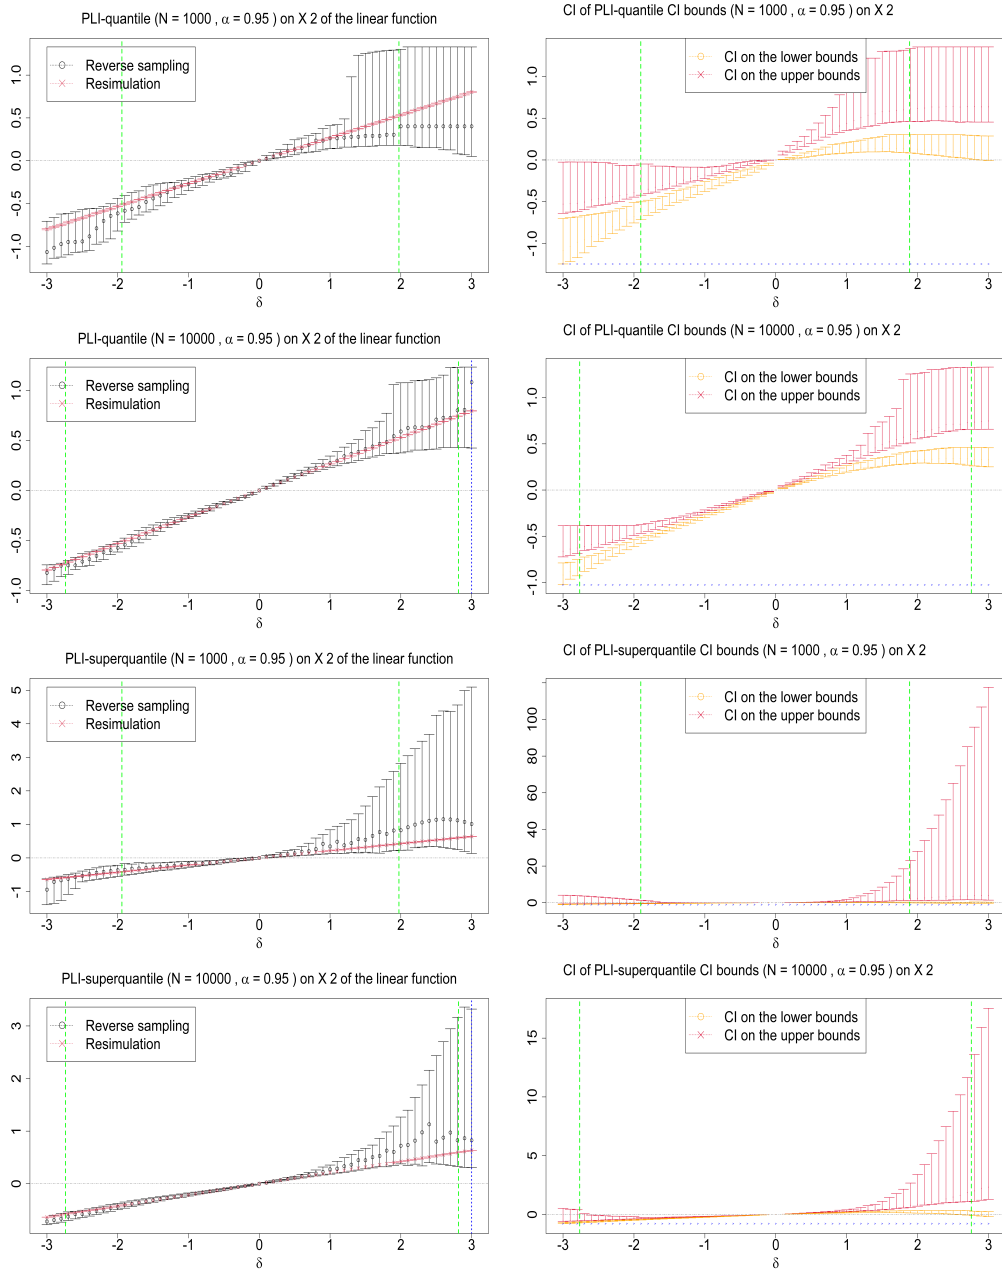 PLI-quantile (N = 1000 , α = 0.95 ) on X 2 of the linear function
Reverse sampling
Resimulation
-1.0 -0.5 0.0 0.5 1.0
-3 -2 -1 0 1 2 3
δ
CI of PLI-quantile CI bounds (N = 1000 , α = 0.95 ) on X 2
CI on the lower bounds
CI on the upper bounds
-1.0 -0.5 0.0 0.5 1.0
-3 -2 -1 0 1 2 3
δ
PLI-quantile (N = 10000 , α = 0.95 ) on X 2 of the linear function
Reverse sampling
Resimulation
-1.0 -0.5 0.0 0.5 1.0
-3 -2 -1 0 1 2 3
δ
CI of PLI-quantile CI bounds (N = 10000 , α = 0.95 ) on X 2
CI on the lower bounds
CI on the upper bounds
-1.0 -0.5 0.0 0.5 1.0
-3 -2 -1 0 1 2 3
δ
PLI-superquantile (N = 1000 , α = 0.95 ) on X 2 of the linear function
Reverse sampling
Resimulation
-1 0 1 2 3 4 5
-3 -2 -1 0 1 2 3
δ
CI of PLI-superquantile CI bounds (N = 1000 , α = 0.95 ) on X 2
CI on the lower bounds
CI on the upper bounds
0 20 40 60 80 100
-3 -2 -1 0 1 2 3
δ
PLI-superquantile (N = 10000 , α = 0.95 ) on X 2 of the linear function
Reverse sampling
Resimulation
0 1 2 3
-3 -2 -1 0 1 2 3
δ
CI of PLI-superquantile CI bounds (N = 10000 , α = 0.95 ) on X 2
CI on the lower bounds
CI on the upper bounds
0 5 10 15
-3 -2 -1 0 1 2 3
δ